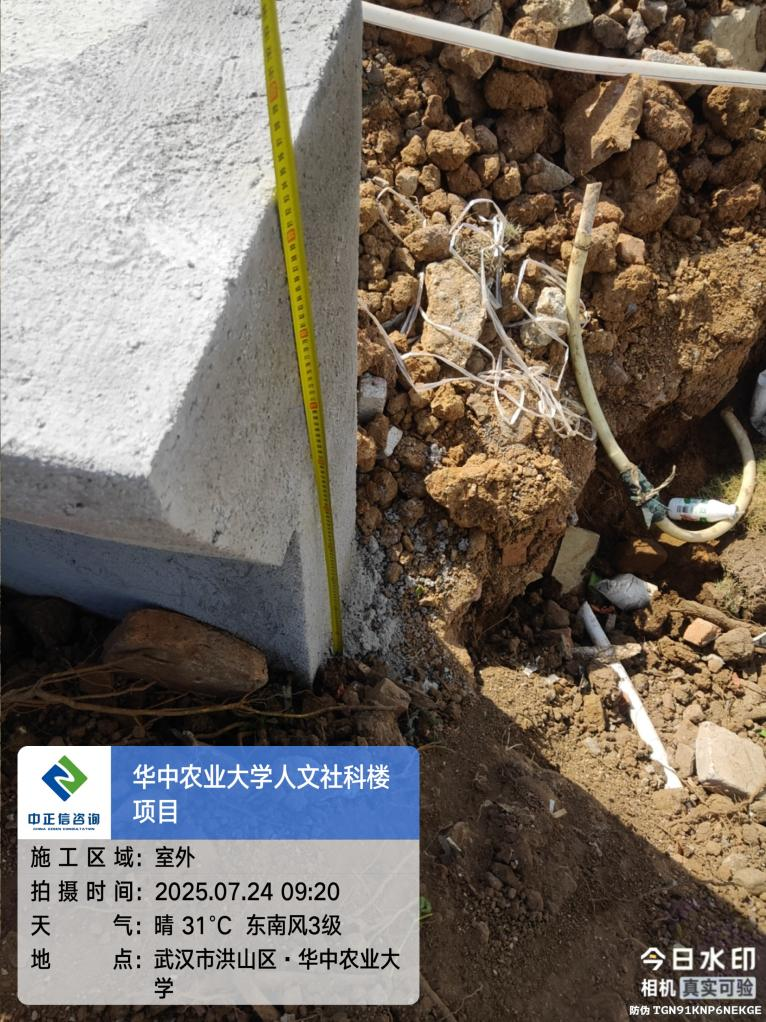 华中农业大学人文社科楼
项目
中正信咨询
施工区域：室外
拍摄时间：2025.07.24 09:20
天气：晴 31℃ 东南风3级
地点：武汉市洪山区·华中农业大
学
今日水印
相机 真实可验
防伪 TGN91KNP6NEKGE